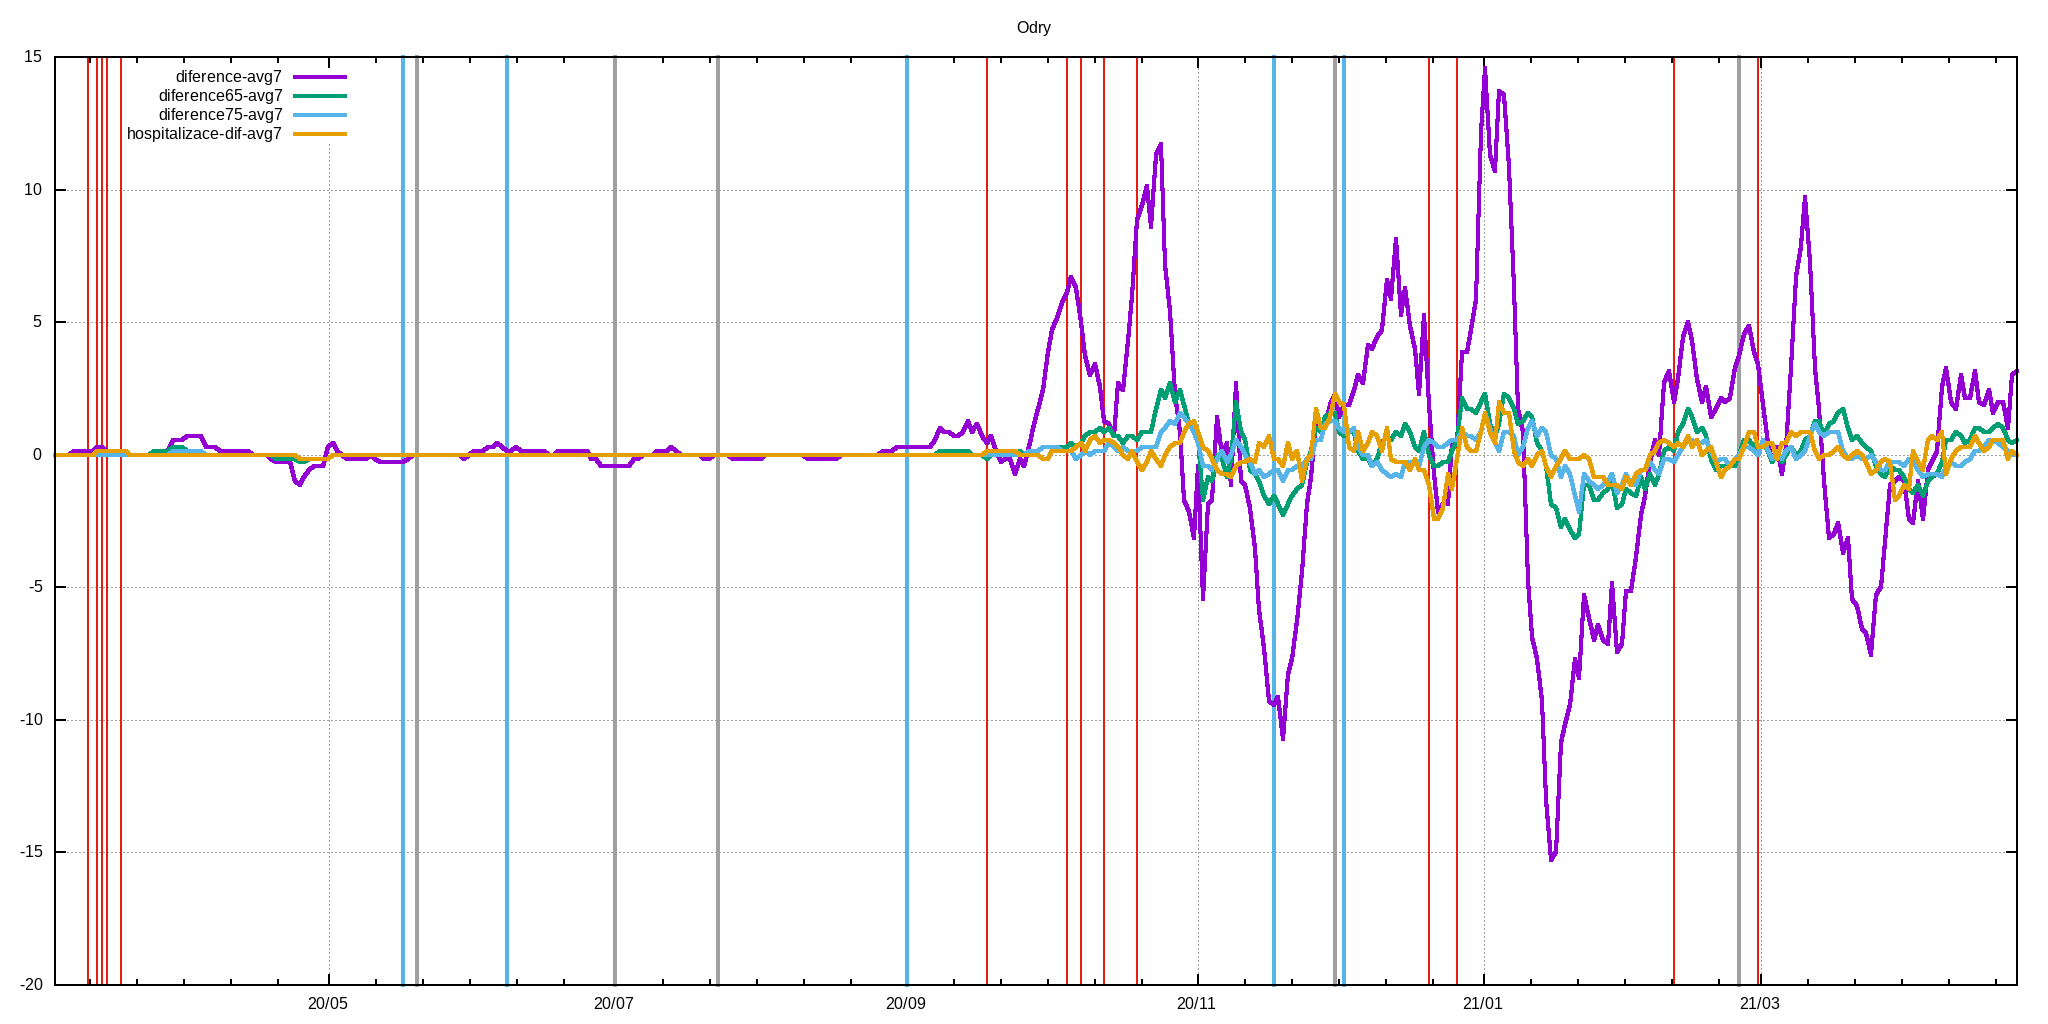 Odry
diference-avg7
diference65-avg7
diference75-avg7
hospitalizace-dif-avg7
15
10
5
0
-5
-10
-15
-20
20/05 20/07 20/09 20/11 21/01 21/03